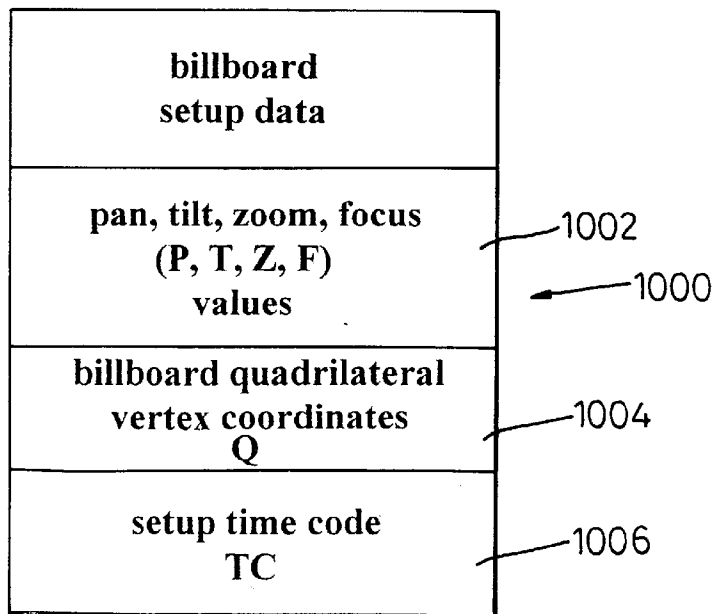 billboard
setup data
pan, tilt, zoom, focus
(P, T, Z, F)
values
1002
1000
billboard quadrilateral
vertex coordinates
Q
1004
setup time code
TC
1006